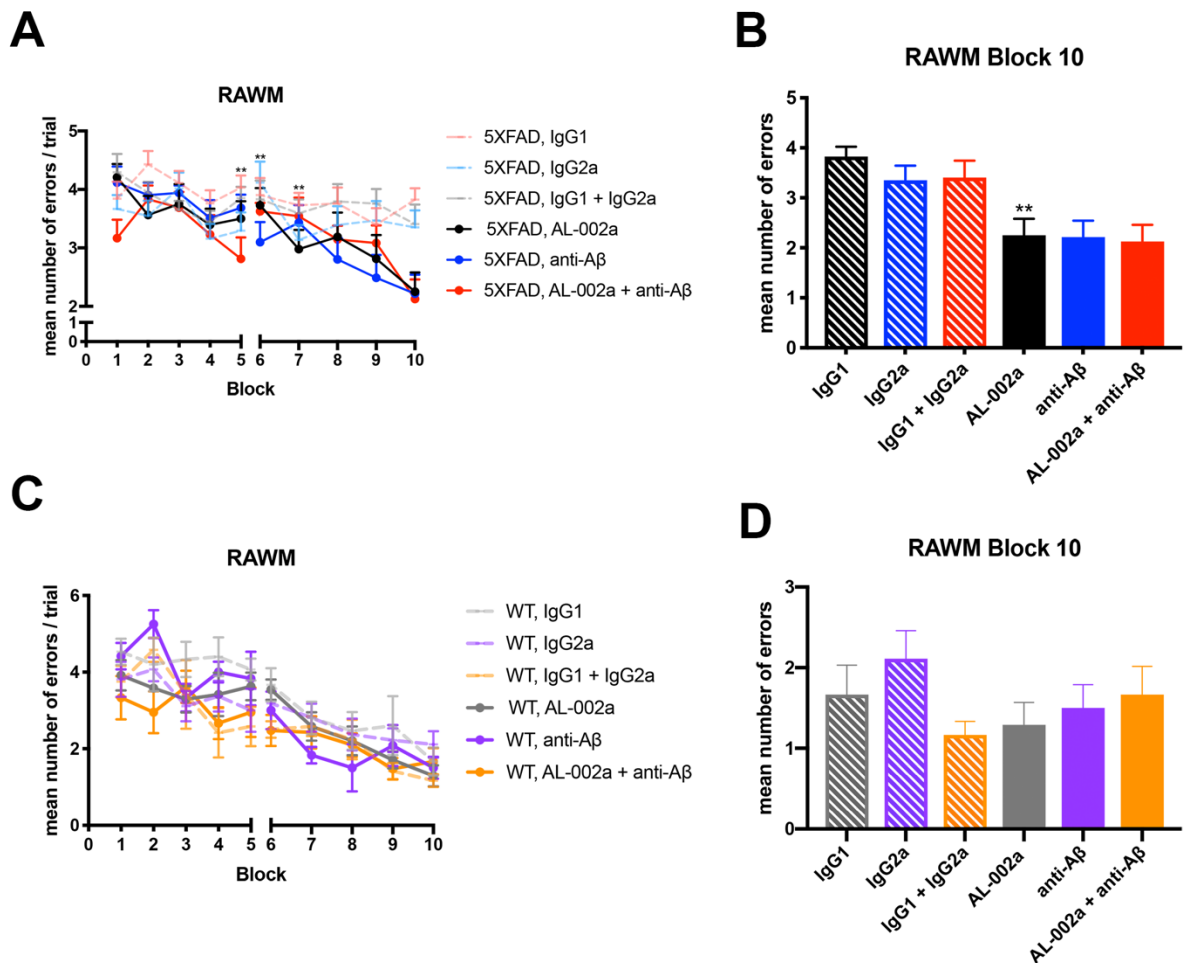 A
RAWM
mean number of errors / trial
5
4
3
2
1
0
**
**
**
0 1 2 3 4 5 6 7 8 9 10
Block
5XFAD, IgG1
5XFAD, IgG2a
5XFAD, IgG1 + IgG2a
5XFAD, AL-002a
5XFAD, anti-Aβ
5XFAD, AL-002a + anti-Aβ
B
RAWM Block 10
mean number of errors
5
4
3
2
1
0
**
IgG1
IgG2a
IgG1 + IgG2a
AL-002a
anti-Aβ
AL-002a + anti-Aβ
C
RAWM
mean number of errors / trial
6
4
2
0
0 1 2 3 4 5 6 7 8 9 10
Block
WT, IgG1
WT, IgG2a
WT, IgG1 + IgG2a
WT, AL-002a
WT, anti-Aβ
WT, AL-002a + anti-Aβ
D
RAWM Block 10
mean number of errors
3
2
1
0
IgG1
IgG2a
IgG1 + IgG2a
AL-002a
anti-Aβ
AL-002a + anti-Aβ